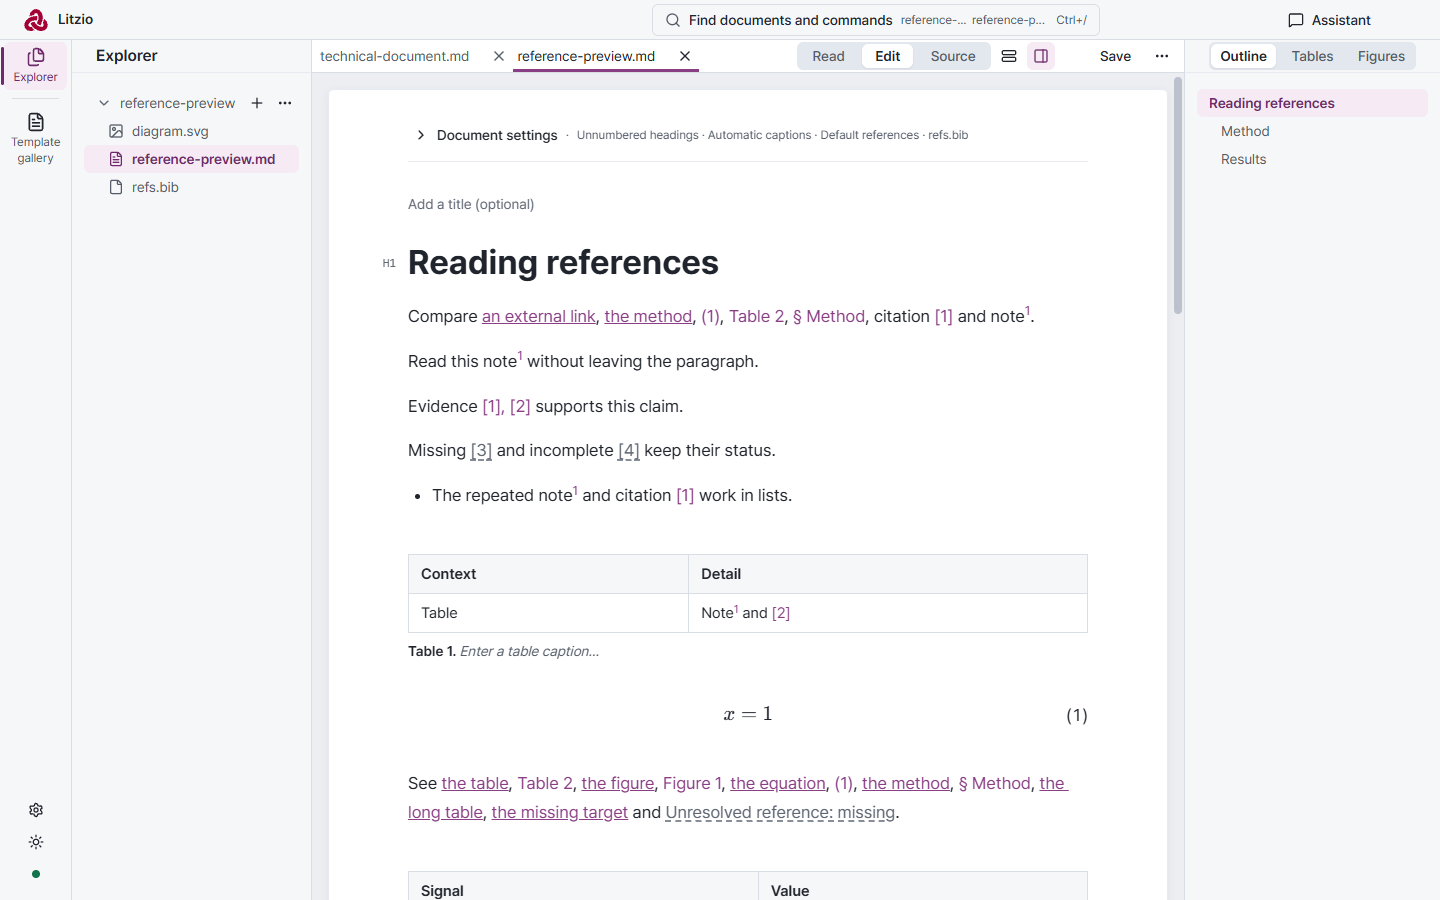 Litzio
Find documents and commands reference-... reference-p... Ctrl+/
Assistant
Explorer
Template
gallery
Explorer
reference-preview
diagram.svg
reference-preview.md
refs.bib
technical-document.md
reference-preview.md
Read Edit Source
Save
Document settings · Unnumbered headings · Automatic captions · Default references · refs.bib
Add a title (optional)
H1 Reading references
Compare an external link, the method, (1), Table 2, § Method, citation [1] and note1.
Read this note1 without leaving the paragraph.
Evidence [1], [2] supports this claim.
Missing [3] and incomplete [4] keep their status.
• The repeated note1 and citation [1] work in lists.
Context Detail
Table Note1 and [2]
Table 1. Enter a table caption...
x = 1 (1)
See the table, Table 2, the figure, Figure 1, the equation, (1), the method, § Method, the
long table, the missing target and Unresolved reference: missing.
Signal Value
Outline Tables Figures
Reading references
Method
Results